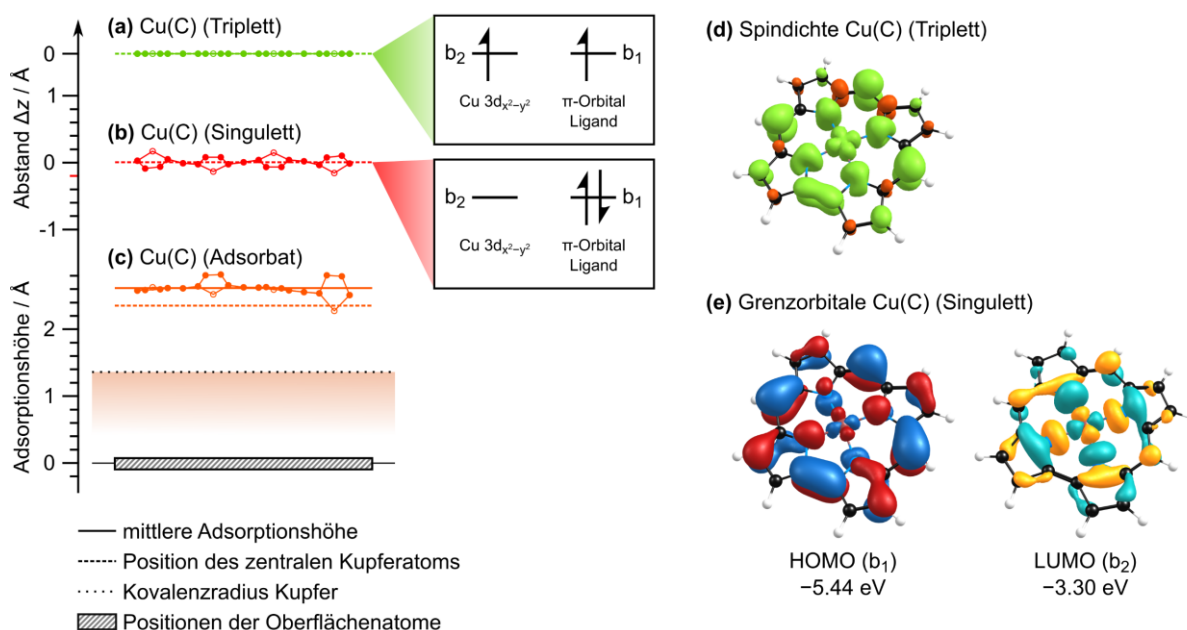 (a) Cu(C) (Triplett)
0
1
Abstand Δz / Å
b₂
b₁
Cu 3dₓ²₋ᵧ²
π-Orbital
Ligand
(b) Cu(C) (Singulett)
0
-1
b₂
b₁
Cu 3dₓ²₋ᵧ²
π-Orbital
Ligand
(c) Cu(C) (Adsorbat)
2
1
0
Adsorptionshöhe / Å
mittlere Adsorptionshöhe
Position des zentralen Kupferatoms
Kovalenzradius Kupfer
Positionen der Oberflächenatome
(d) Spindichte Cu(C) (Triplett)
(e) Grenzorbitale Cu(C) (Singulett)
HOMO (b₁)
−5.44 eV
LUMO (b₂)
−3.30 eV